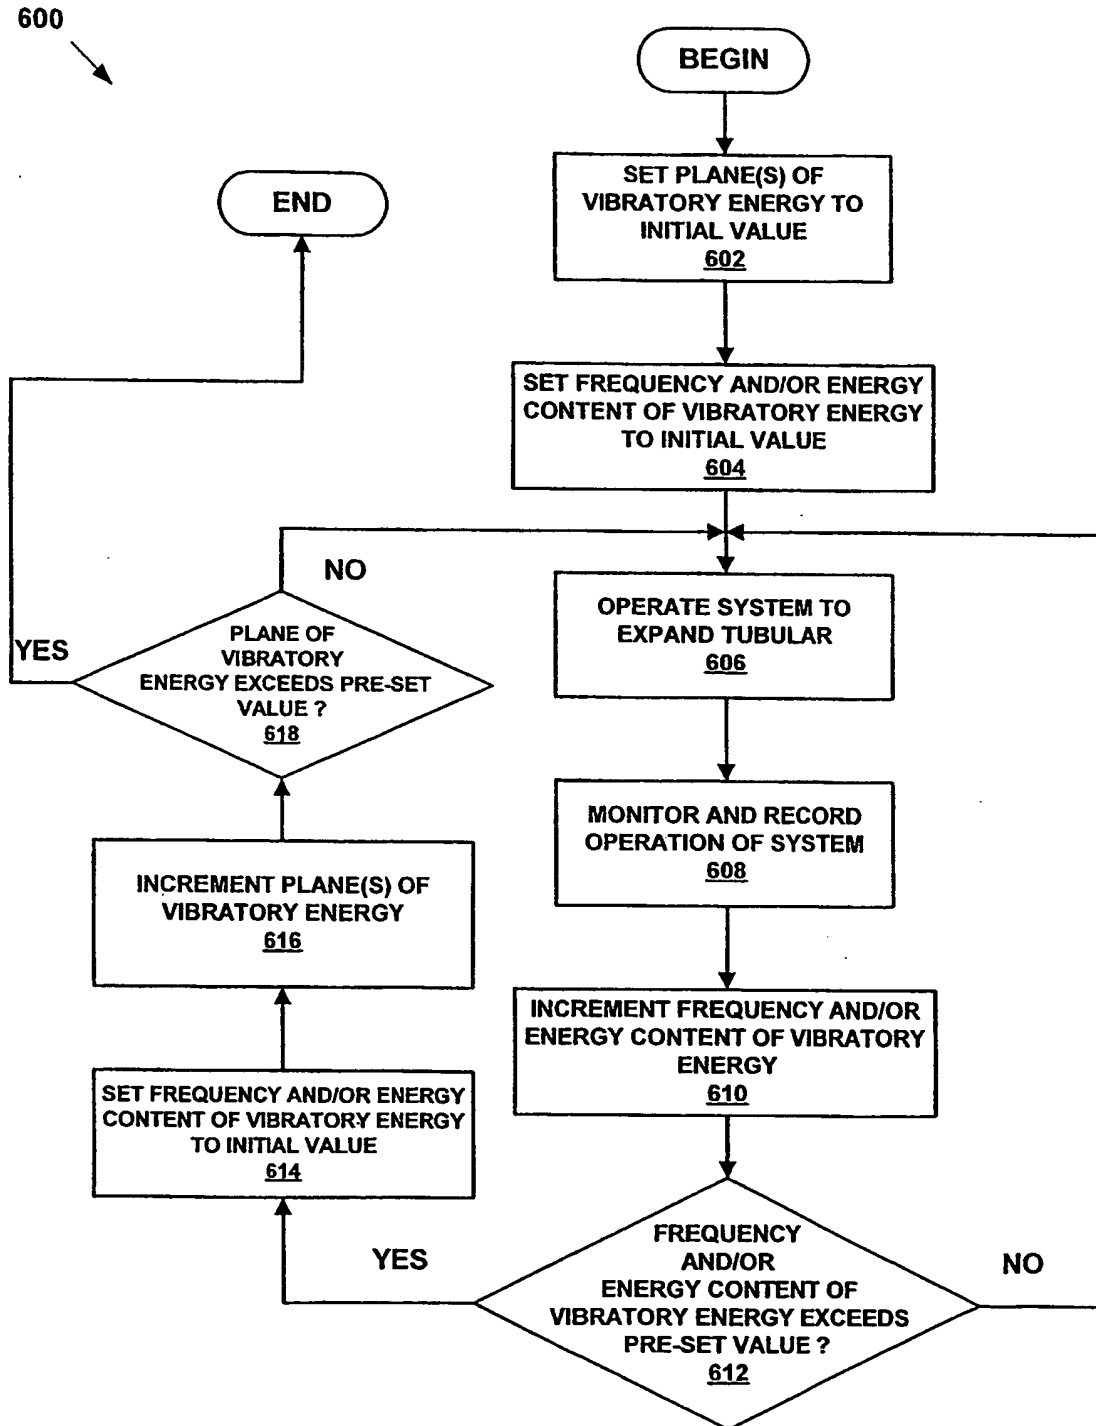 600
BEGIN
SET PLANE(S) OF
VIBRATORY ENERGY TO
INITIAL VALUE
602
END
SET FREQUENCY AND/OR ENERGY
CONTENT OF VIBRATORY ENERGY
TO INITIAL VALUE
604
NO
OPERATE SYSTEM TO
EXPAND TUBULAR
606
YES
PLANE OF
VIBRATORY
ENERGY EXCEEDS PRE-SET
VALUE ?
618
MONITOR AND RECORD
OPERATION OF SYSTEM
608
INCREMENT PLANE(S) OF
VIBRATORY ENERGY
616
INCREMENT FREQUENCY AND/OR
ENERGY CONTENT OF VIBRATORY
ENERGY
610
SET FREQUENCY AND/OR ENERGY
CONTENT OF VIBRATORY ENERGY
TO INITIAL VALUE
614
YES
FREQUENCY
AND/OR
ENERGY CONTENT OF
VIBRATORY ENERGY EXCEEDS
PRE-SET VALUE ?
612
NO